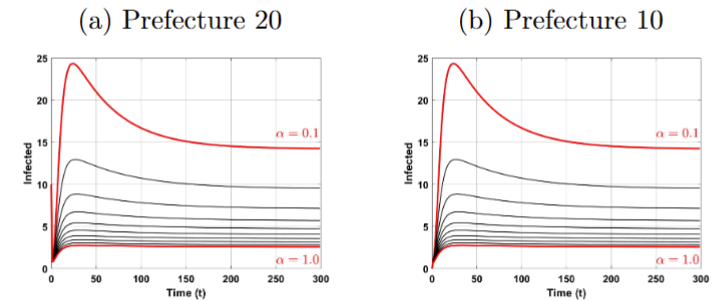 (a) Prefecture 20
(b) Prefecture 10
Infected
25
20
15
10
5
0
α = 0.1
α = 1.0
0 50 100 150 200 250 300
Time (t)
Infected
25
20
15
10
5
0
α = 0.1
α = 1.0
0 50 100 150 200 250 300
Time (t)